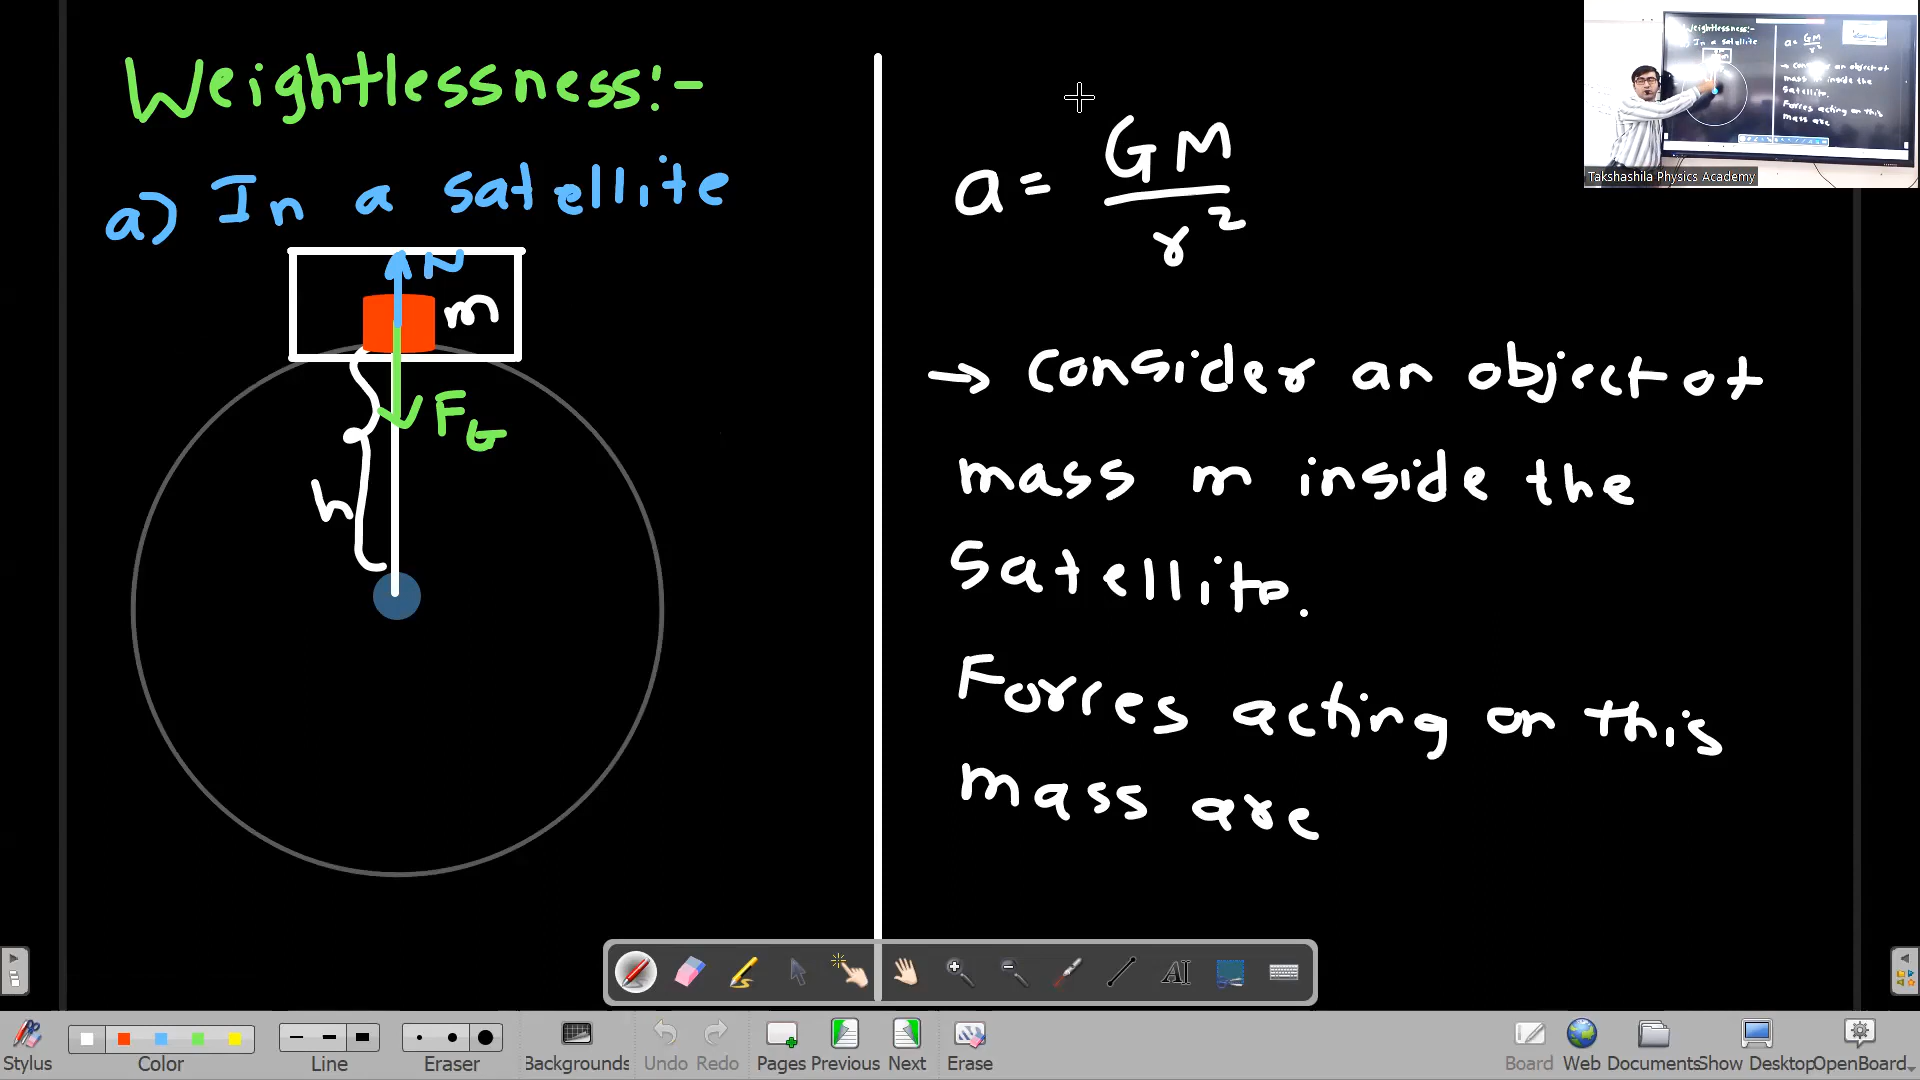 Weightlessness:-
a) In a satellite
N
m
F_G
h
a = GM
r²
→ Consider an object of
mass m inside the
Satellite.
Forces acting on this
mass are
Takshashila Physics Academy
Stylus
Color
Line
Eraser
Backgrounds
Undo
Redo
Pages
Previous
Next
Erase
Board
Web
Documents
Show Desktop
OpenBoard